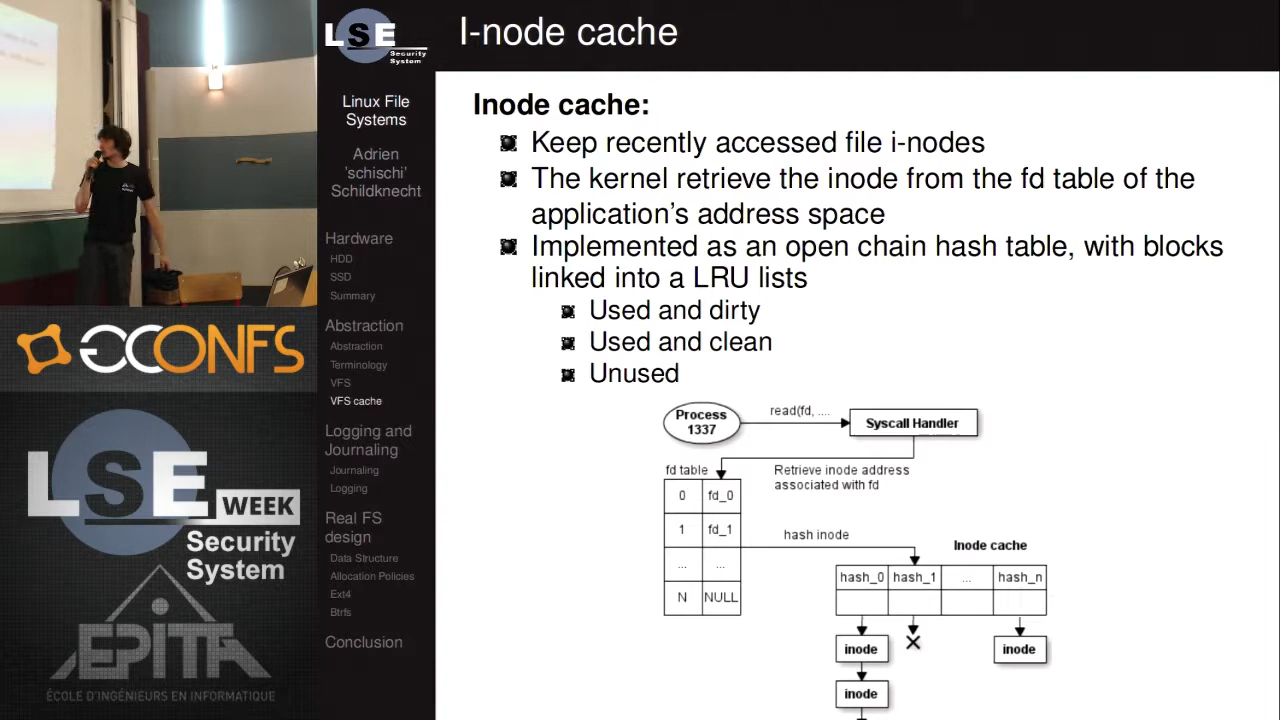 LSE
Security
System
I-node cache
Linux File
Systems
Adrien
'schischi'
Schildknecht
Hardware
HDD
SSD
Summary
Abstraction
Abstraction
Terminology
VFS
VFS cache
Logging and
Journaling
Journaling
Logging
Real FS
design
Data Structure
Allocation Policies
Ext4
Btrfs
Conclusion
Inode cache:
Keep recently accessed file i-nodes
The kernel retrieve the inode from the fd table of the
application's address space
Implemented as an open chain hash table, with blocks
linked into a LRU lists
Used and dirty
Used and clean
Unused
Process
1337
read(fd, ....
Syscall Handler
fd table
Retrieve inode address
associated with fd
0 fd_0
1 fd_1
... ...
N NULL
hash inode
Inode cache
hash_0 hash_1 ... hash_n
inode
inode
inode
GCONFS
LSE WEEK
Security
System
EPITA
ÉCOLE D'INGÉNIEURS EN INFORMATIQUE